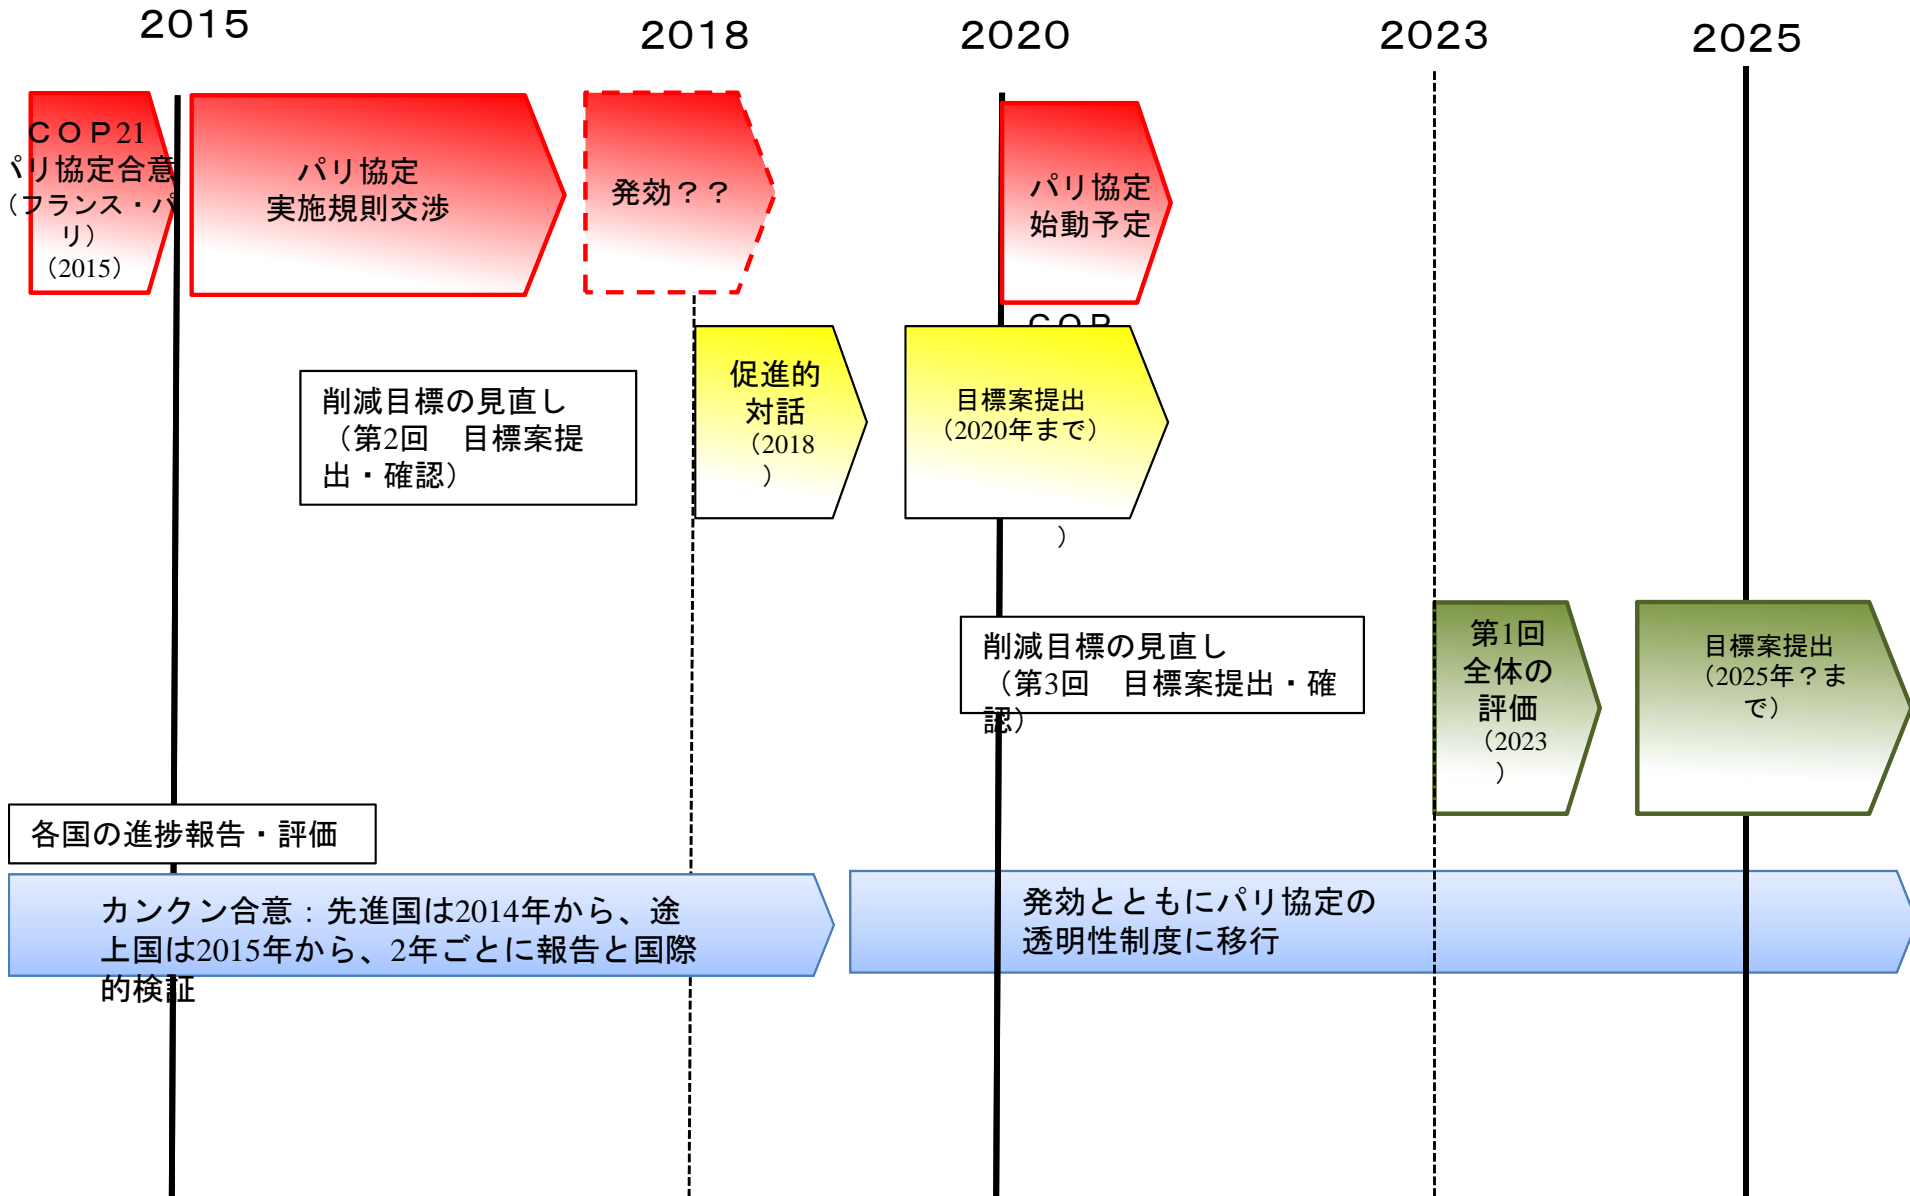 2015
2018
2020
2023
2025
ＣＯＰ21
パリ協定合意
（フランス・パ
リ）
（2015）
パリ協定
実施規則交渉
発効？？
パリ協定
始動予定
ＣＯＰ
削減目標の見直し
（第2回　目標案提
出・確認）
促進的
対話
（2018
）
目標案提出
（2020年まで）
）
削減目標の見直し
（第3回　目標案提出・確
認）
第1回
全体の
評価
（2023
）
目標案提出
（2025年？ま
で）
各国の進捗報告・評価
カンクン合意：先進国は2014年から、途
上国は2015年から、2年ごとに報告と国際
的検証
発効とともにパリ協定の
透明性制度に移行